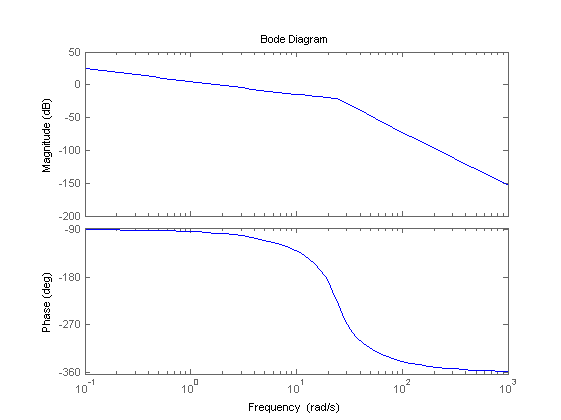 Bode Diagram
50
0
-50
-100
-150
-200
Magnitude (dB)
-90
-180
-270
-360
Phase (deg)
10^-1 10^0 10^1 10^2 10^3
Frequency (rad/s)